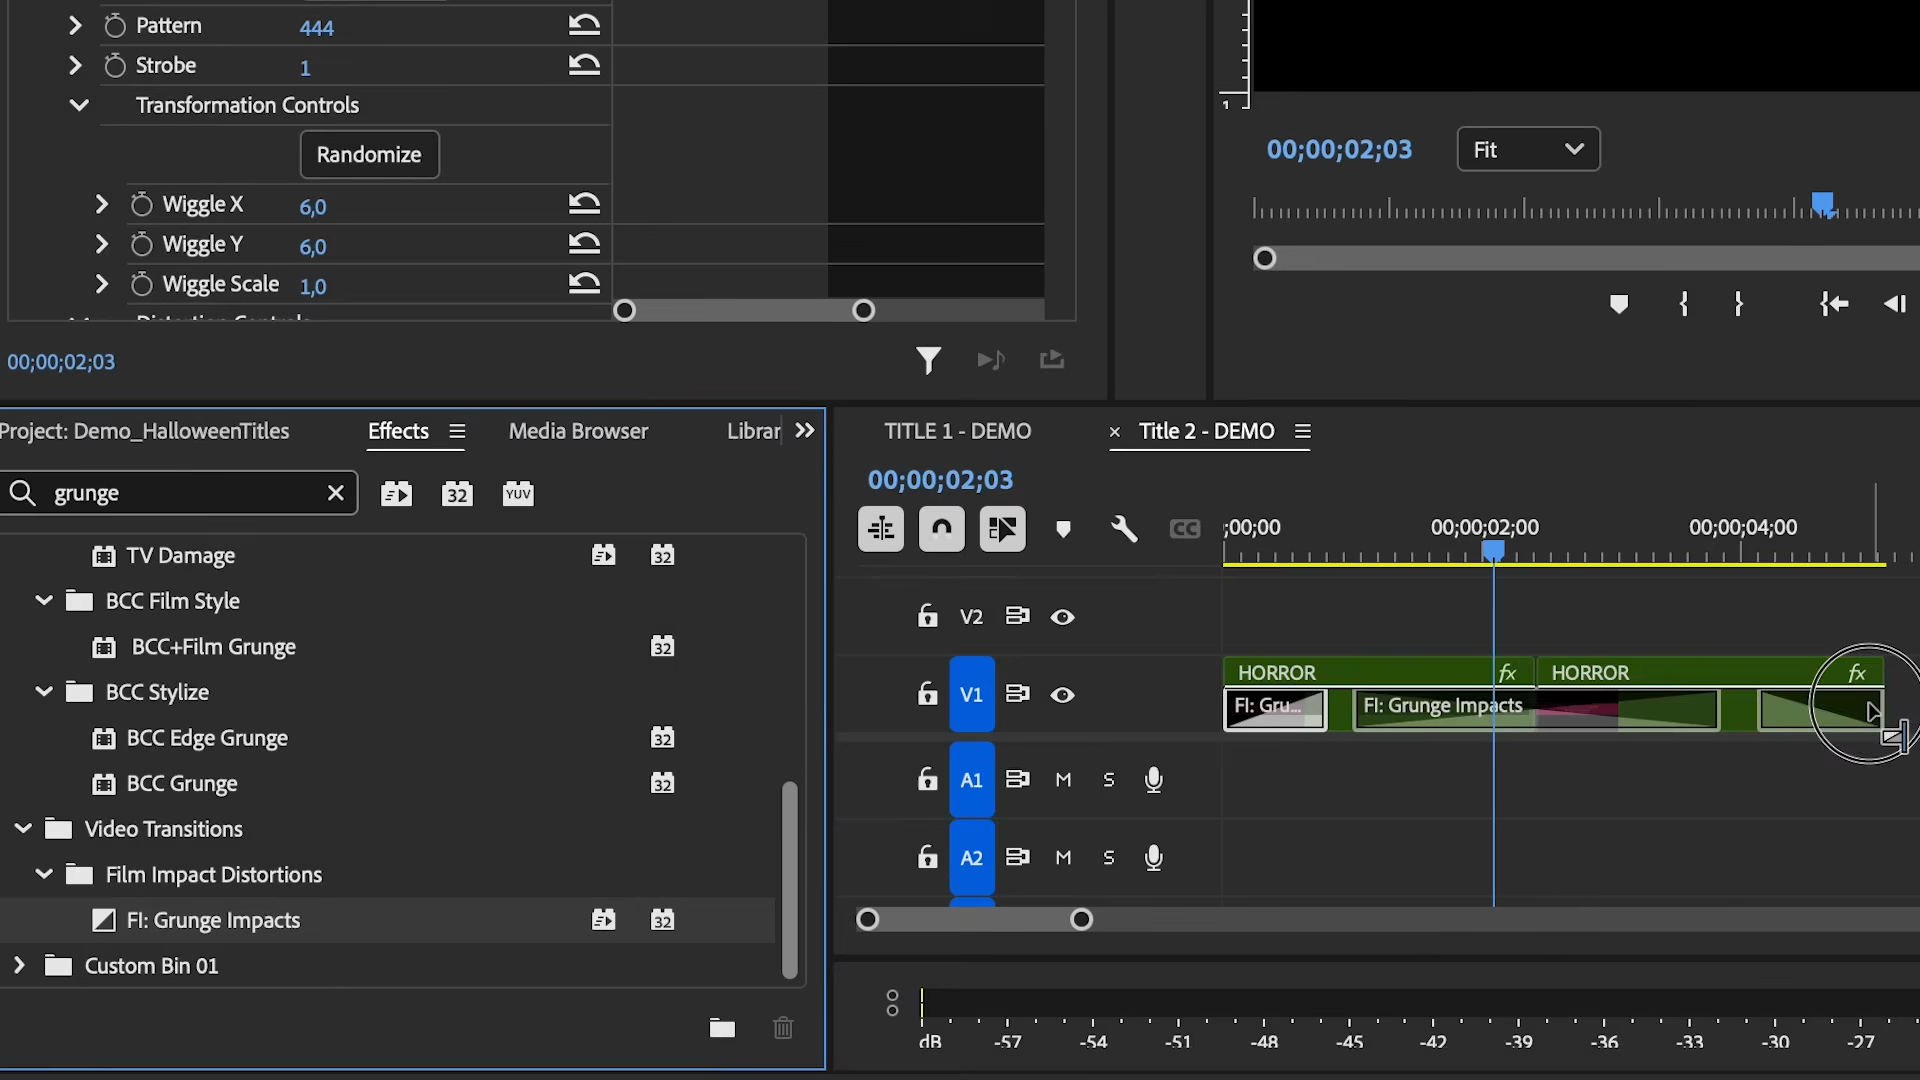 Pattern 444
Strobe 1
Transformation Controls
Randomize
Wiggle X 6,0
Wiggle Y 6,0
Wiggle Scale 1,0
Distortion Controls
00;00;02;03
1
00;00;02;03
Fit
Project: Demo_HalloweenTitles
Effects
Media Browser
Librar
grunge
32
YUV
TV Damage 32
BCC Film Style
BCC+Film Grunge 32
BCC Stylize
BCC Edge Grunge 32
BCC Grunge 32
Video Transitions
Film Impact Distortions
FI: Grunge Impacts 32
Custom Bin 01
TITLE 1 - DEMO
× Title 2 - DEMO
00;00;02;03
CC
;00;00 00;00;02;00 00;00;04;00
V2
HORROR fx HORROR fx
V1
FI: Gru... FI: Grunge Impacts
A1 M S
A2 M S
dB -57 -54 -51 -48 -45 -42 -39 -36 -33 -30 -27